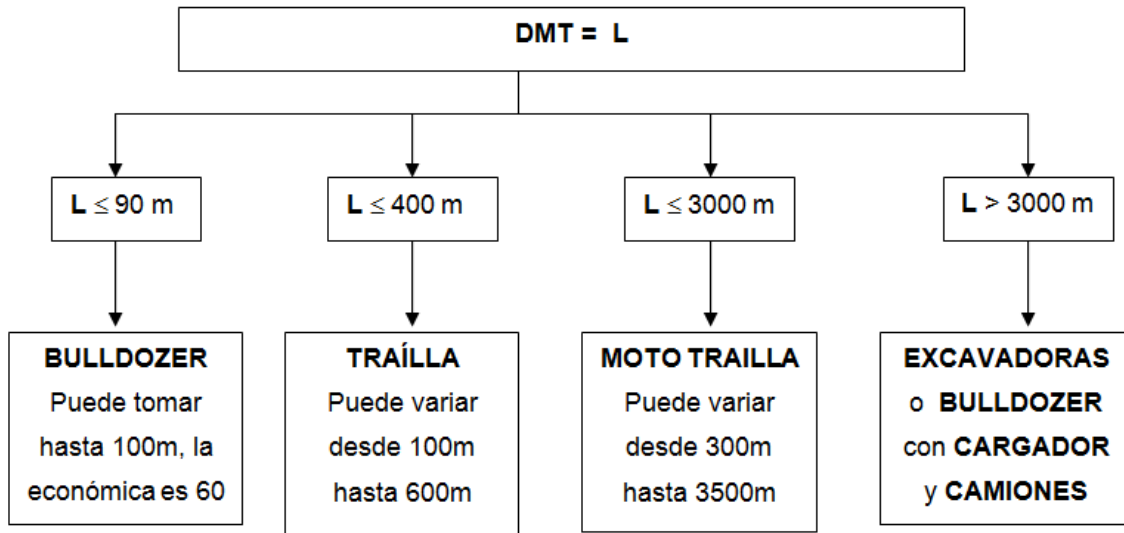 DMT = L
L ≤ 90 m
L ≤ 400 m
L ≤ 3000 m
L > 3000 m
BULLDOZER
Puede tomar
hasta 100m, la
económica es 60
TRAÍLLA
Puede variar
desde 100m
hasta 600m
MOTO TRAILLA
Puede variar
desde 300m
hasta 3500m
EXCAVADORAS
o BULLDOZER
con CARGADOR
y CAMIONES